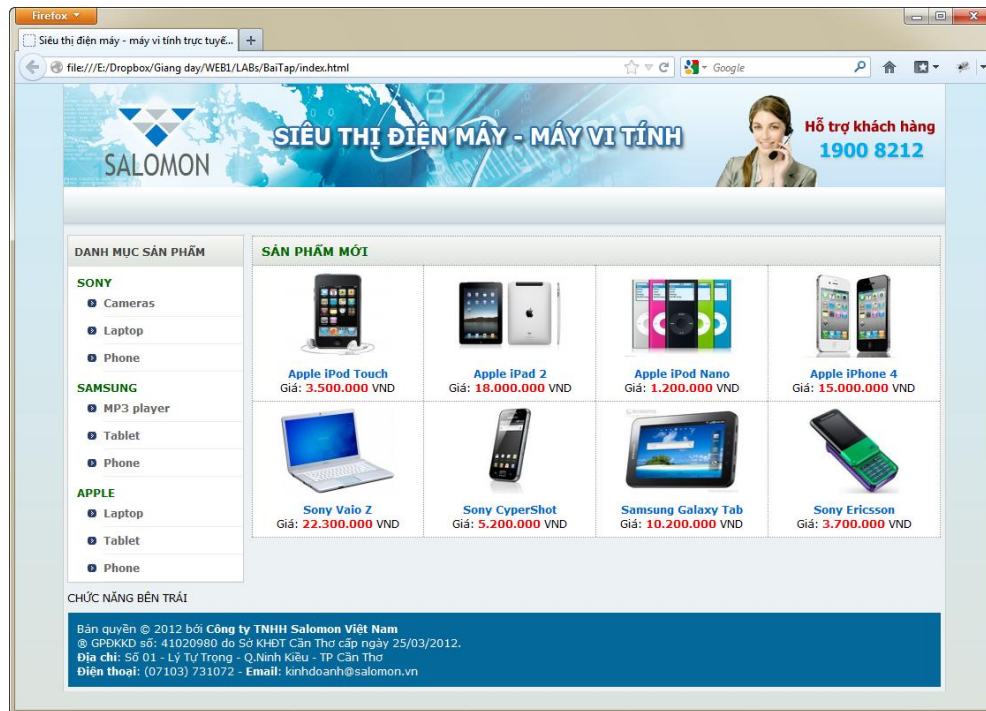 Firefox
Siêu thị điện máy - máy vi tính trực tuyế...
file:///E:/Dropbox/Giang day/WEB1/LABs/BaiTap/index.html
Google
SALOMON
SIÊU THỊ ĐIỆN MÁY - MÁY VI TÍNH
Hỗ trợ khách hàng
1900 8212
DANH MỤC SẢN PHẨM
SONY
Cameras
Laptop
Phone
SAMSUNG
MP3 player
Tablet
Phone
APPLE
Laptop
Tablet
Phone
CHỨC NĂNG BÊN TRÁI
SẢN PHẨM MỚI
Apple iPod Touch
Giá: 3.500.000 VND
Apple iPad 2
Giá: 18.000.000 VND
Apple iPod Nano
Giá: 1.200.000 VND
Apple iPhone 4
Giá: 15.000.000 VND
Sony Vaio Z
Giá: 22.300.000 VND
Sony CyperShot
Giá: 5.200.000 VND
Samsung Galaxy Tab
Giá: 10.200.000 VND
Sony Ericsson
Giá: 3.700.000 VND
Bản quyền © 2012 bởi Công ty TNHH Salomon Việt Nam
® GPĐKKD số: 41020980 do Sở KHĐT Cần Thơ cấp ngày 25/03/2012.
Địa chỉ: Số 01 - Lý Tự Trọng - Q.Ninh Kiều - TP Cần Thơ
Điện thoại: (07103) 731072 - Email: kinhdoanh@salomon.vn